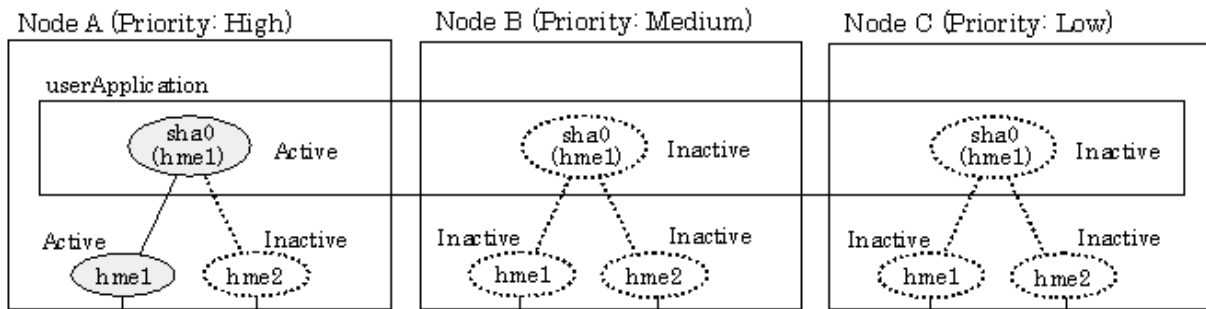 Node A (Priority: High)
Node B (Priority: Medium)
Node C (Priority: Low)
userApplication
sha0
(hme1)
Active
sha0
(hme1)
Inactive
sha0
(hme1)
Inactive
Active
Inactive
hme1
hme2
Inactive
Inactive
hme1
hme2
Inactive
Inactive
hme1
hme2